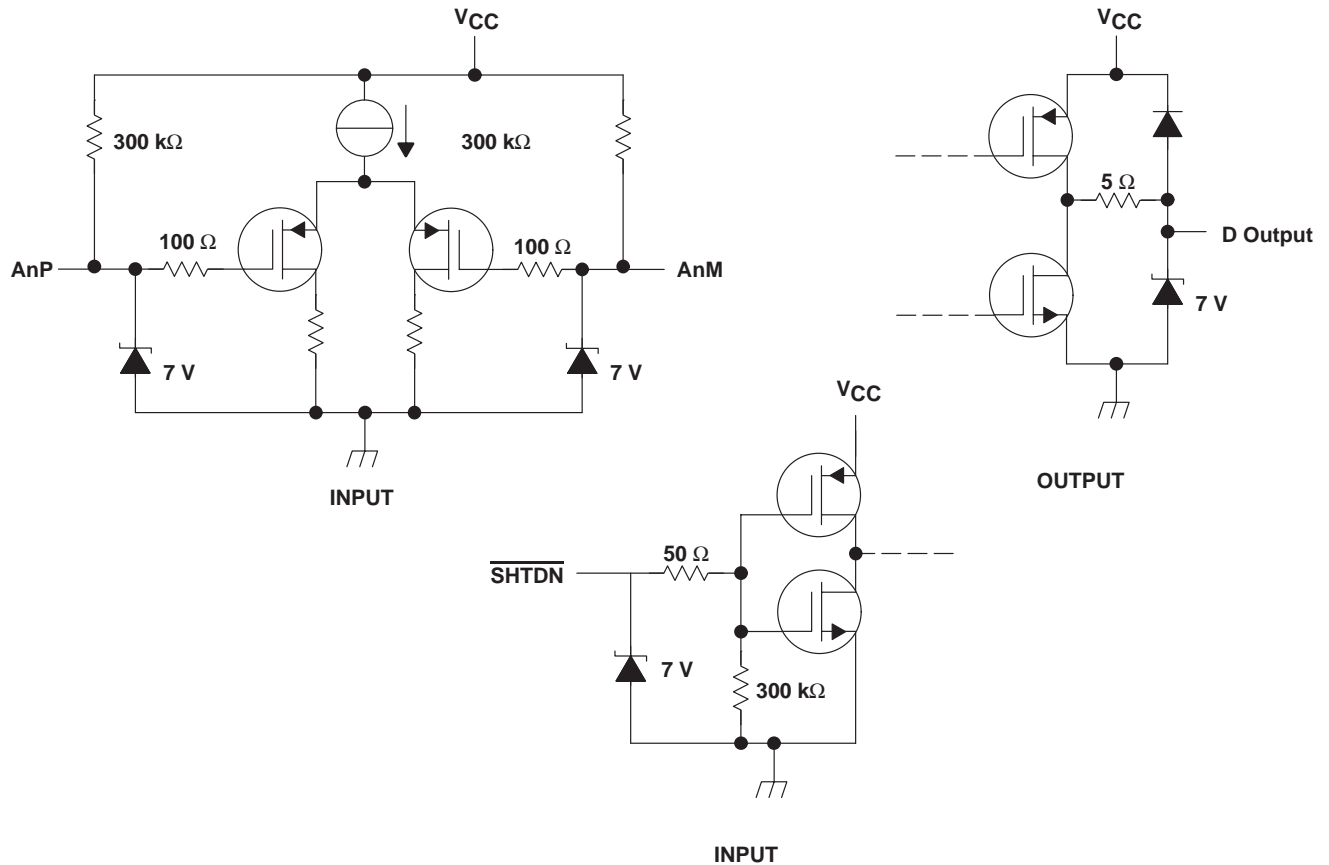 VCC
300 kΩ
300 kΩ
100 Ω
100 Ω
AnP
AnM
7 V
7 V
INPUT
VCC
5 Ω
D Output
7 V
OUTPUT
VCC
50 Ω
SHTDN
7 V
300 kΩ
INPUT